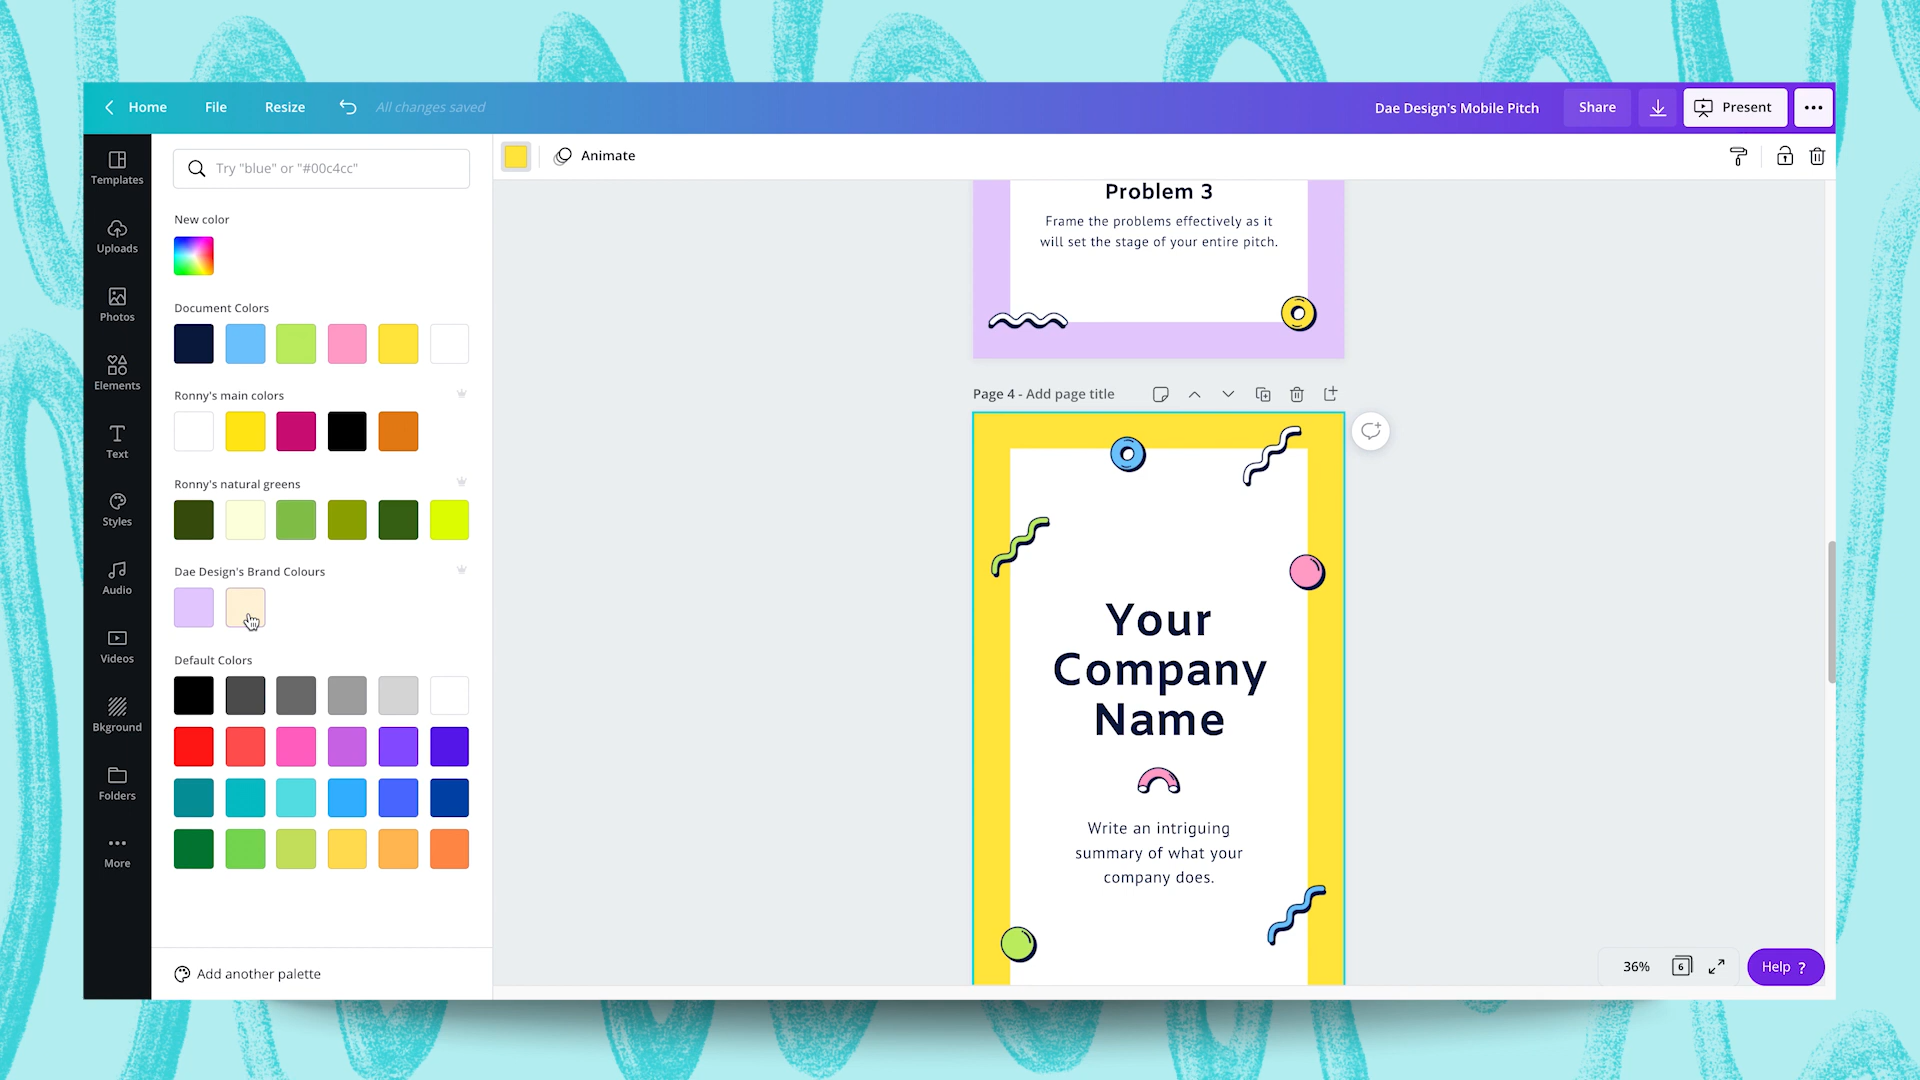 Home
File
Resize
All changes saved
Dae Design's Mobile Pitch
Share
Present
Templates
Uploads
Photos
Elements
Text
Styles
Audio
Videos
Bkground
Folders
More
Try "blue" or "#00c4cc"
New color
Document Colors
Ronny's main colors
Ronny's natural greens
Dae Design's Brand Colours
Default Colors
Add another palette
Animate
Problem 3
Frame the problems effectively as it
will set the stage of your entire pitch.
Page 4 - Add page title
Your
Company
Name
Write an intriguing
summary of what your
company does.
36%
6
Help ?